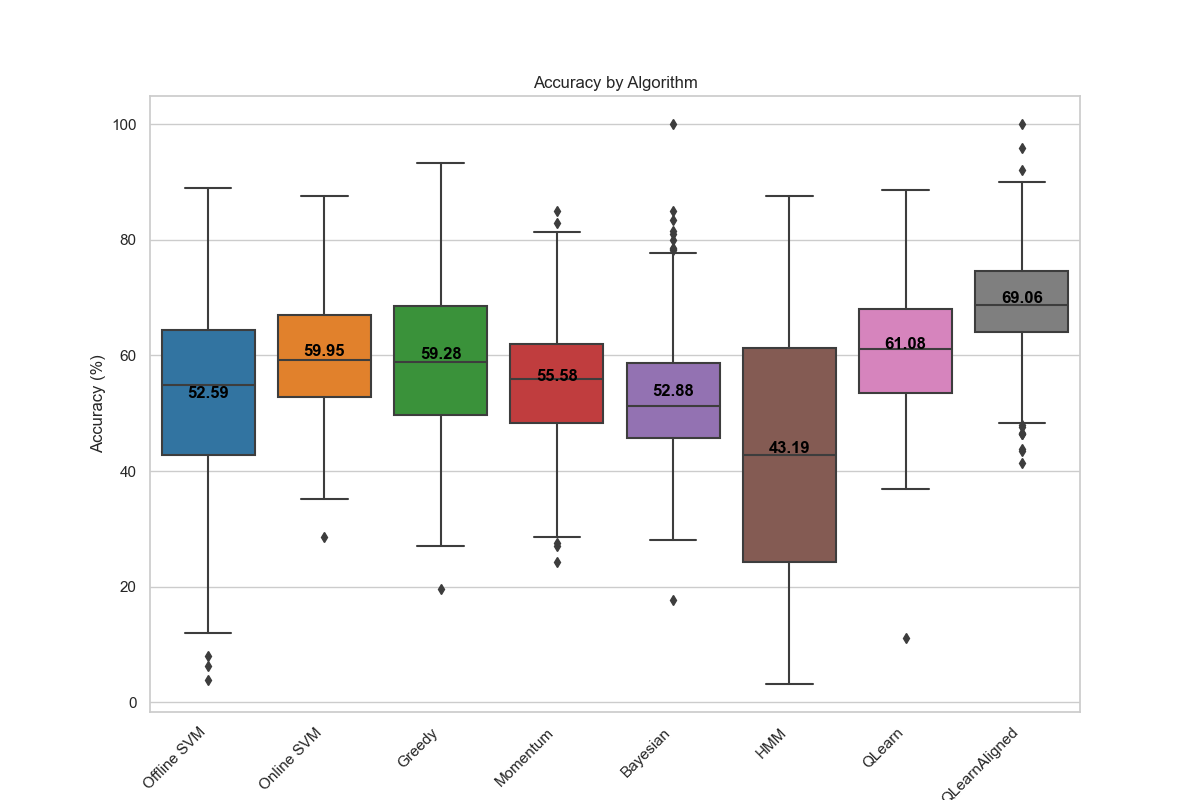 Accuracy by Algorithm
Accuracy (%)
100
80
60
40
20
0
52.59
59.95
59.28
55.58
52.88
43.19
61.08
69.06
Offline SVM
Online SVM
Greedy
Momentum
Bayesian
HMM
QLearn
QLearnAligned